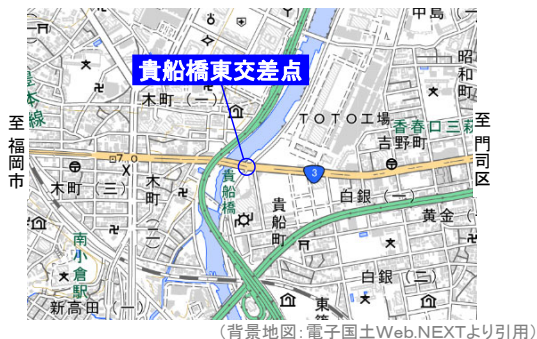 中島
昭和町
貴船橋東交差点
木町(一)
TOTO工場
香春口三萩
吉野町
至福岡市
至門司区
3
木町(三)
木町(二)
貴船橋
貴船町
白銀(一)
黄金(
南小倉駅
白銀(二)
新高田(一)
(背景地図:電子国土Web.NEXTより引用)